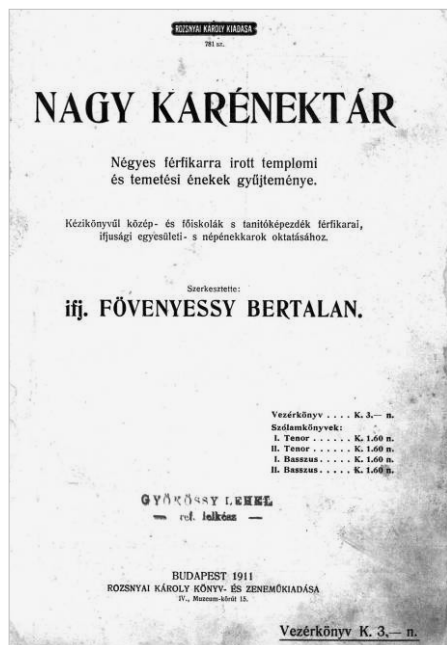 ROZSNYAI KÁROLY KIADÁSA
781 sz.
NAGY KARÉNEKTÁR
Négyes férfikarra irott templomi
és temetési énekek gyűjteménye.
Kézikönyvűl közép- és főiskolák s tanitóképezdék férfikarai,
ifjusági egyesületi- s népénekkarok oktatásához.
Szerkesztette:
ifj. FÖVENYESSY BERTALAN.
Vezérkönyv . . . . K. 3.— n.
Szólamkönyvek:
I. Tenor . . . . . . K. 1.60 n.
II. Tenor . . . . . . K. 1.60 n.
I. Basszus . . . . . K. 1.60 n.
II. Basszus . . . . . K. 1.60 n.
GYÖKÖSSY LEHEL
— ref. lelkész —
BUDAPEST 1911
ROZSNYAI KÁROLY KÖNYV- ÉS ZENEMŰKIADÁSA
IV., Muzeum-körút 15.
Vezérkönyv K. 3.— n.